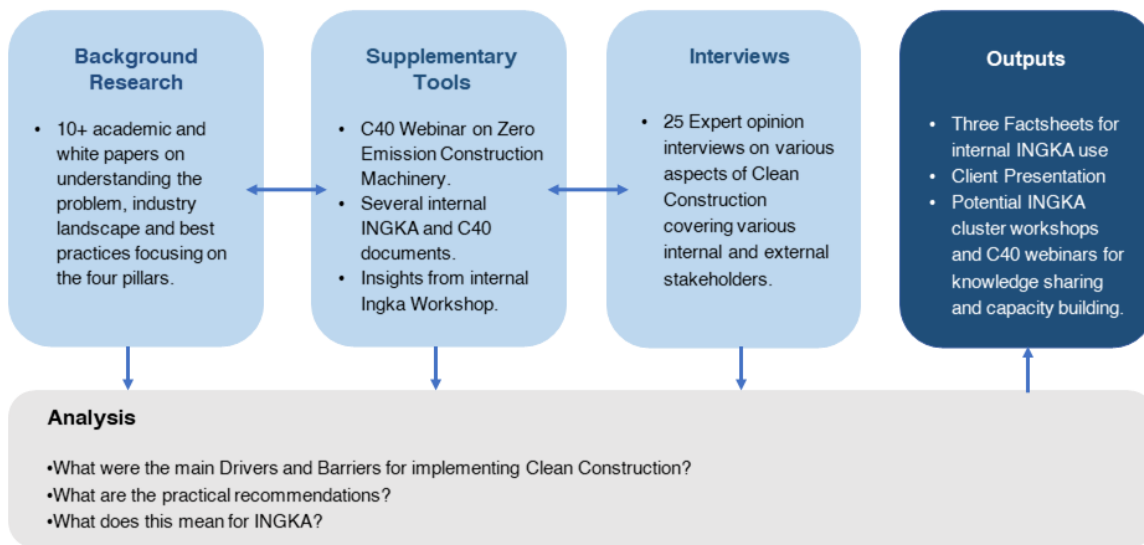 Background
Research
• 10+ academic and
white papers on
understanding the
problem, industry
landscape and best
practices focusing on
the four pillars.
Supplementary
Tools
• C40 Webinar on Zero
Emission Construction
Machinery.
• Several internal
INGKA and C40
documents.
• Insights from internal
Ingka Workshop.
Interviews
• 25 Expert opinion
interviews on various
aspects of Clean
Construction
covering various
internal and external
stakeholders.
Outputs
• Three Factsheets for
internal INGKA use
• Client Presentation
• Potential INGKA
cluster workshops
and C40 webinars for
knowledge sharing
and capacity building.
Analysis
•What were the main Drivers and Barriers for implementing Clean Construction?
•What are the practical recommendations?
•What does this mean for INGKA?